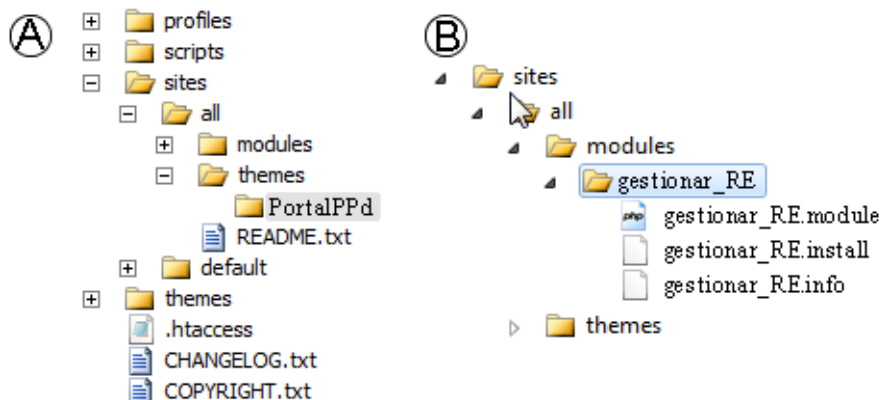 A
profiles
scripts
sites
all
modules
themes
PortalPPd
README.txt
default
themes
.htaccess
CHANGELOG.txt
COPYRIGHT.txt
B
sites
all
modules
gestionar_RE
php gestionar_RE.module
gestionar_RE.install
gestionar_RE.info
themes